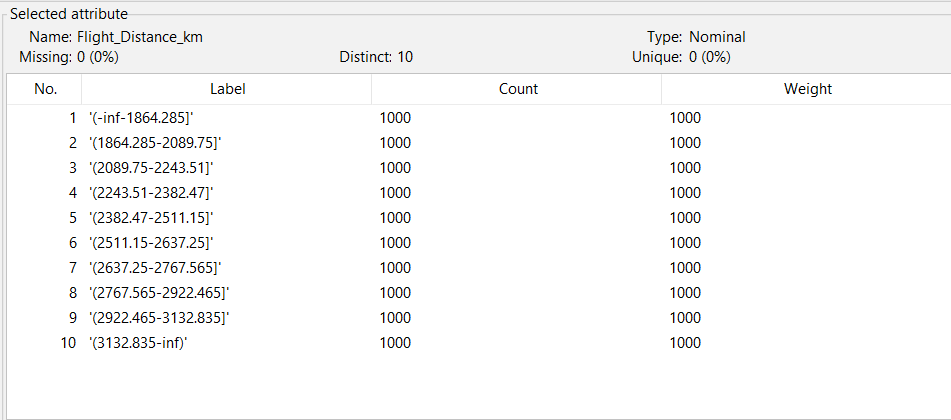 Selected attribute
Name: Flight_Distance_km Type: Nominal
Missing: 0 (0%) Distinct: 10 Unique: 0 (0%)
No. Label Count Weight
1 '(-inf-1864.285]' 1000 1000
2 '(1864.285-2089.75]' 1000 1000
3 '(2089.75-2243.51]' 1000 1000
4 '(2243.51-2382.47]' 1000 1000
5 '(2382.47-2511.15]' 1000 1000
6 '(2511.15-2637.25]' 1000 1000
7 '(2637.25-2767.565]' 1000 1000
8 '(2767.565-2922.465]' 1000 1000
9 '(2922.465-3132.835]' 1000 1000
10 '(3132.835-inf)' 1000 1000